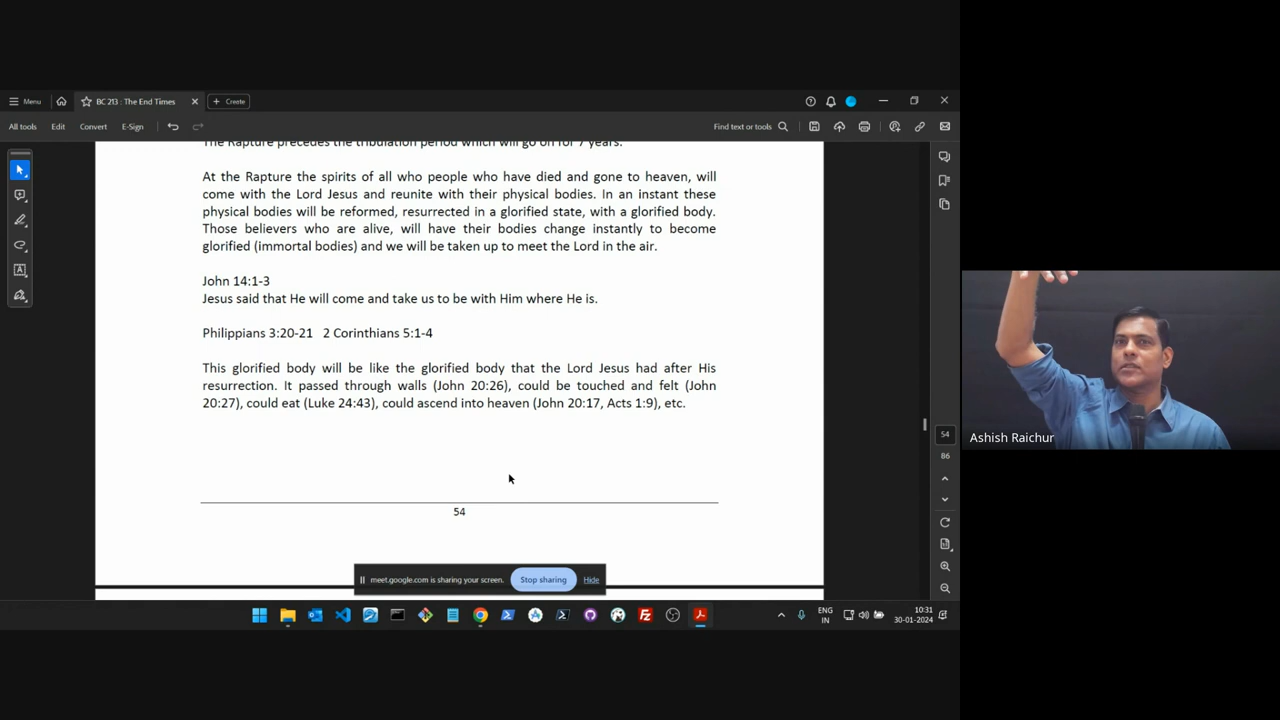 Menu
BC 213 : The End Times
Create
All tools
Edit
Convert
E-Sign
Find text or tools
The Rapture precedes the tribulation period which will go on for 7 years.
At the Rapture the spirits of all who people who have died and gone to heaven, will
come with the Lord Jesus and reunite with their physical bodies. In an instant these
physical bodies will be reformed, resurrected in a glorified state, with a glorified body.
Those believers who are alive, will have their bodies change instantly to become
glorified (immortal bodies) and we will be taken up to meet the Lord in the air.
John 14:1-3
Jesus said that He will come and take us to be with Him where He is.
Philippians 3:20-21 2 Corinthians 5:1-4
This glorified body will be like the glorified body that the Lord Jesus had after His
resurrection. It passed through walls (John 20:26), could be touched and felt (John
20:27), could eat (Luke 24:43), could ascend into heaven (John 20:17, Acts 1:9), etc.
54
54
86
meet.google.com is sharing your screen.
Stop sharing
Hide
ENG
IN
10:31
30-01-2024
Ashish Raichur